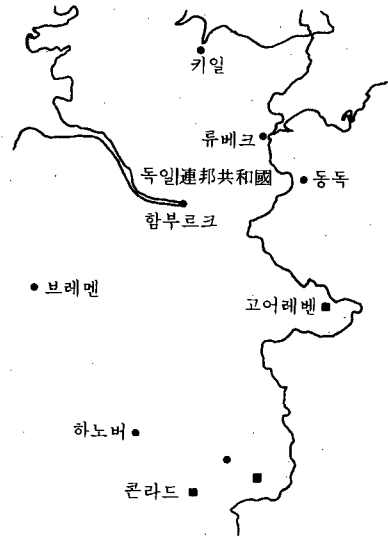 키일
류베크
독일連邦共和國
동독
함부르크
브레멘
고어레벤
하노버
콘라드